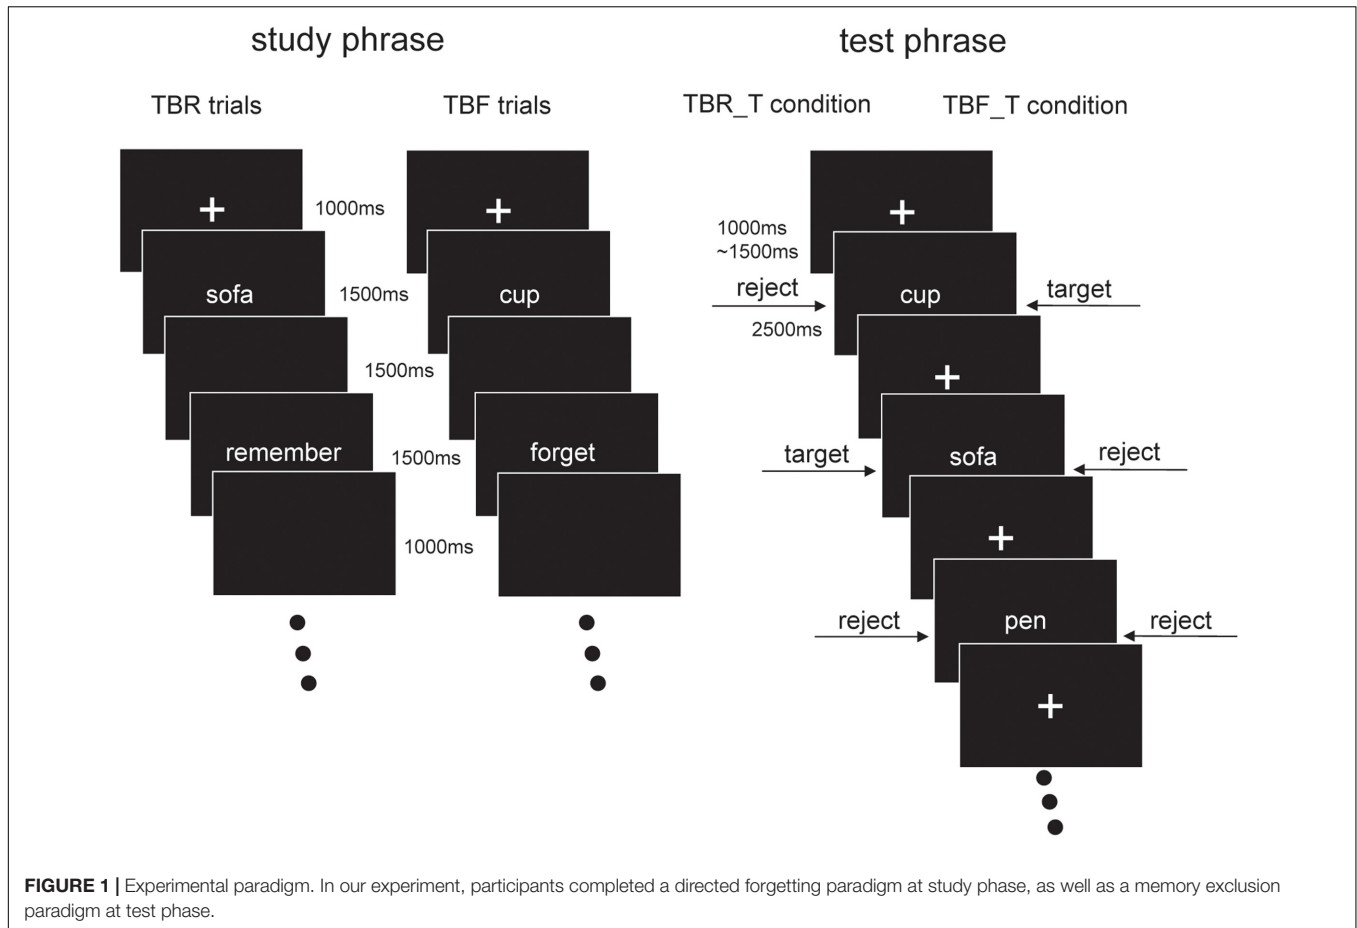 study phrase
test phrase
TBR trials
TBF trials
TBR_T condition
TBF_T condition
+
1000ms
+
sofa
1500ms
cup
1500ms
remember
1500ms
forget
1000ms
+
1000ms
~1500ms
reject
cup
target
2500ms
+
target
sofa
reject
+
reject
pen
reject
+
FIGURE 1 | Experimental paradigm. In our experiment, participants completed a directed forgetting paradigm at study phase, as well as a memory exclusion
paradigm at test phase.